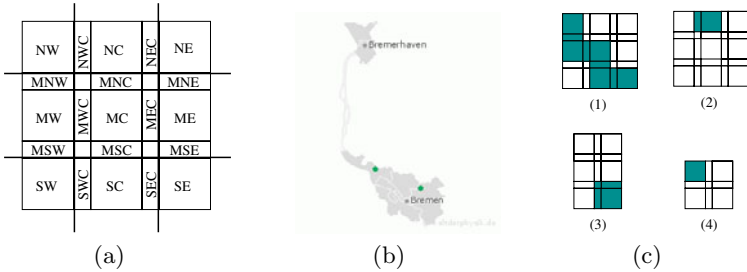 NW NWC NC NEC NE
MNW MNC MNE
MW MWC MC MEC ME
MSW MSC MSE
SW SWC SC SEC SE
(a)
Bremerhaven
Bremen
(b)
(1) (2)
(3) (4)
(c)